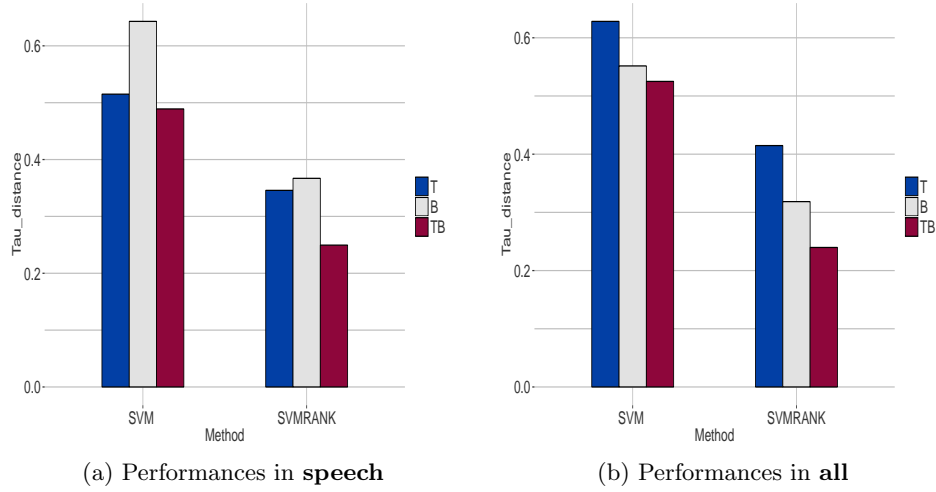 0.6
0.4
0.2
0.0
Tau_distance
SVM
SVMRANK
Method
T
B
TB
(a) Performances in speech
0.6
0.4
0.2
0.0
Tau_distance
SVM
SVMRANK
Method
T
B
TB
(b) Performances in all